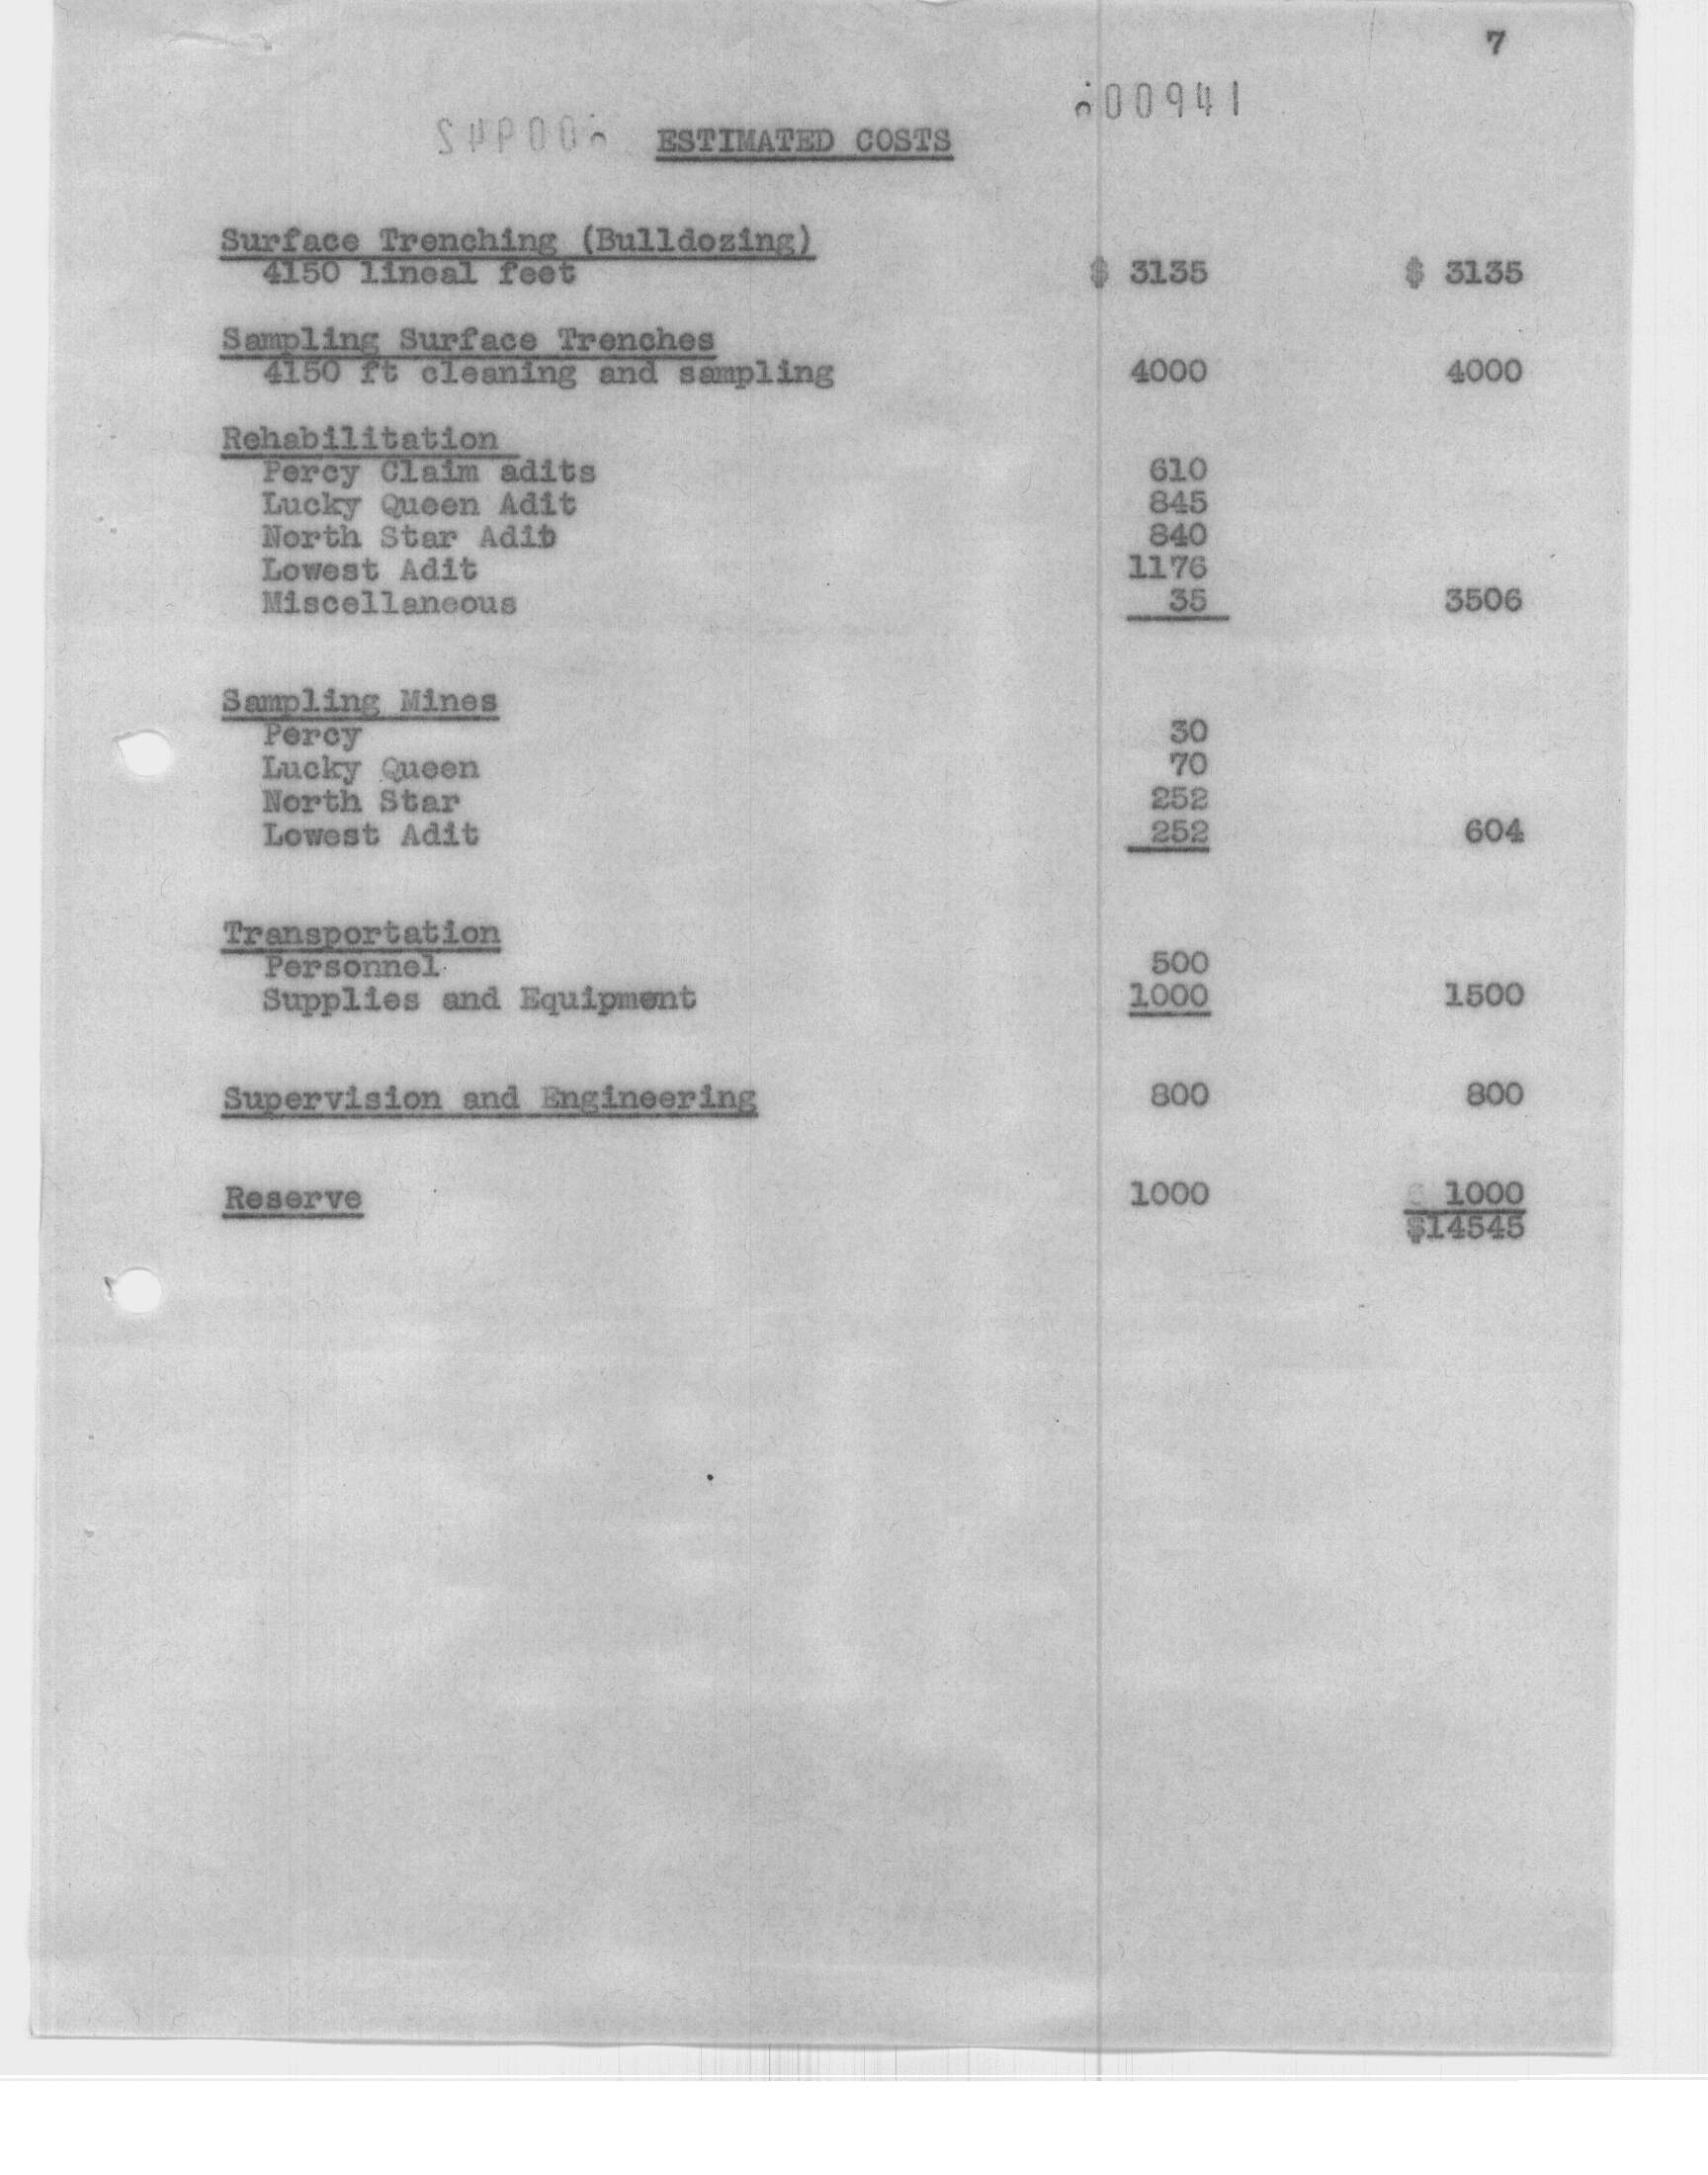 7
00941
ESTIMATED COSTS
Surface Trenching (Bulldozing)
4150 lineal feet $ 3135 $ 3135
Sampling Surface Trenches
4150 ft cleaning and sampling 4000 4000
Rehabilitation
Percy Claim adits 610
Lucky Queen Adit 845
North Star Adit 840
Lowest Adit 1176
Miscellaneous 35 3506
Sampling Mines
Percy 30
Lucky Queen 70
North Star 252
Lowest Adit 252 604
Transportation
Personnel 500
Supplies and Equipment 1000 1500
Supervision and Engineering 800 800
Reserve 1000 1000
$14545